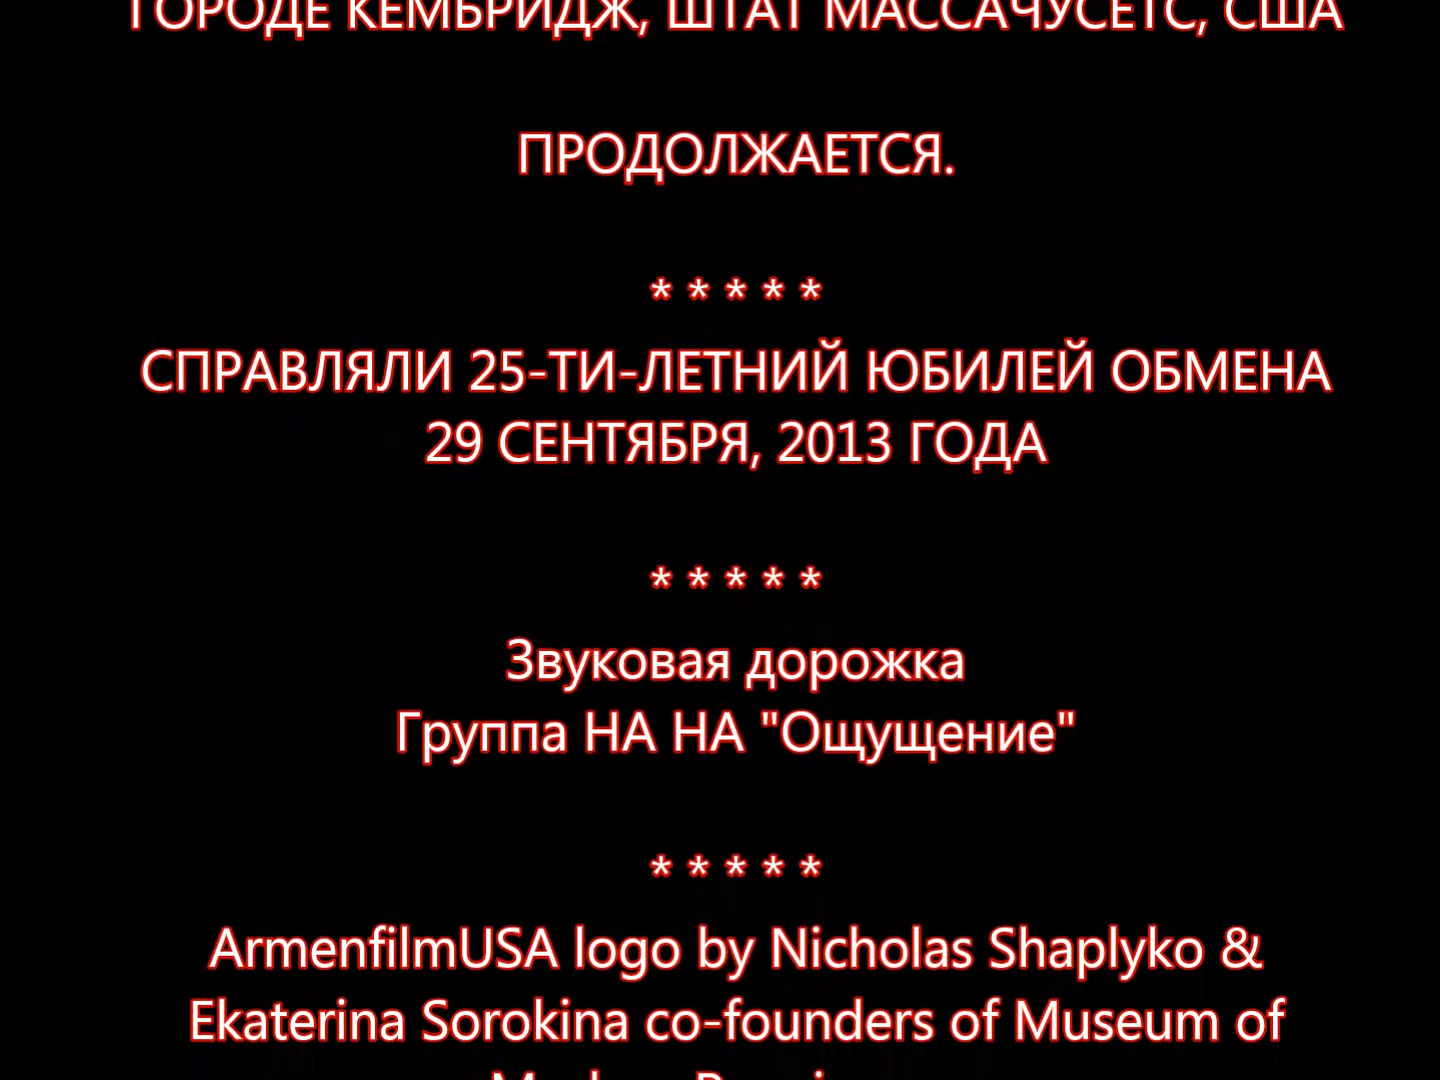 ГОРОДЕ КЕМБРИДЖ, ШТАТ МАССАЧУСЕТС, США
ПРОДОЛЖАЕТСЯ.
* * * * *
СПРАВЛЯЛИ 25-ТИ-ЛЕТНИЙ ЮБИЛЕЙ ОБМЕНА
29 СЕНТЯБРЯ, 2013 ГОДА
* * * * *
Звуковая дорожка
Группа НА НА "Ощущение"
* * * * *
ArmenfilmUSA logo by Nicholas Shaplyko &
Ekaterina Sorokina co-founders of Museum of